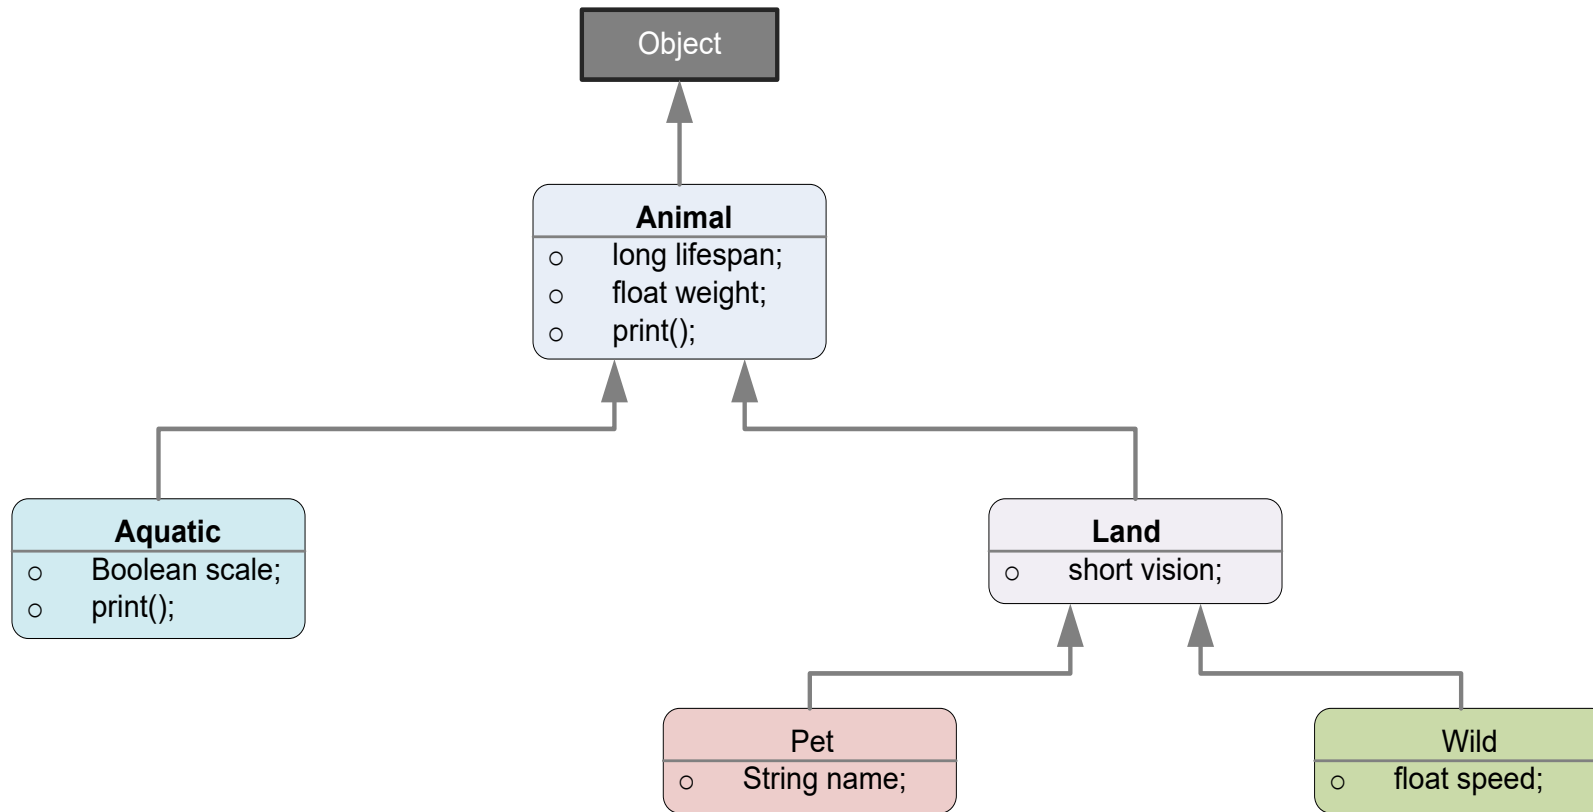 Object
Animal
long lifespan;
float weight;
print();
Aquatic
Boolean scale;
print();
Land
short vision;
Pet
String name;
Wild
float speed;